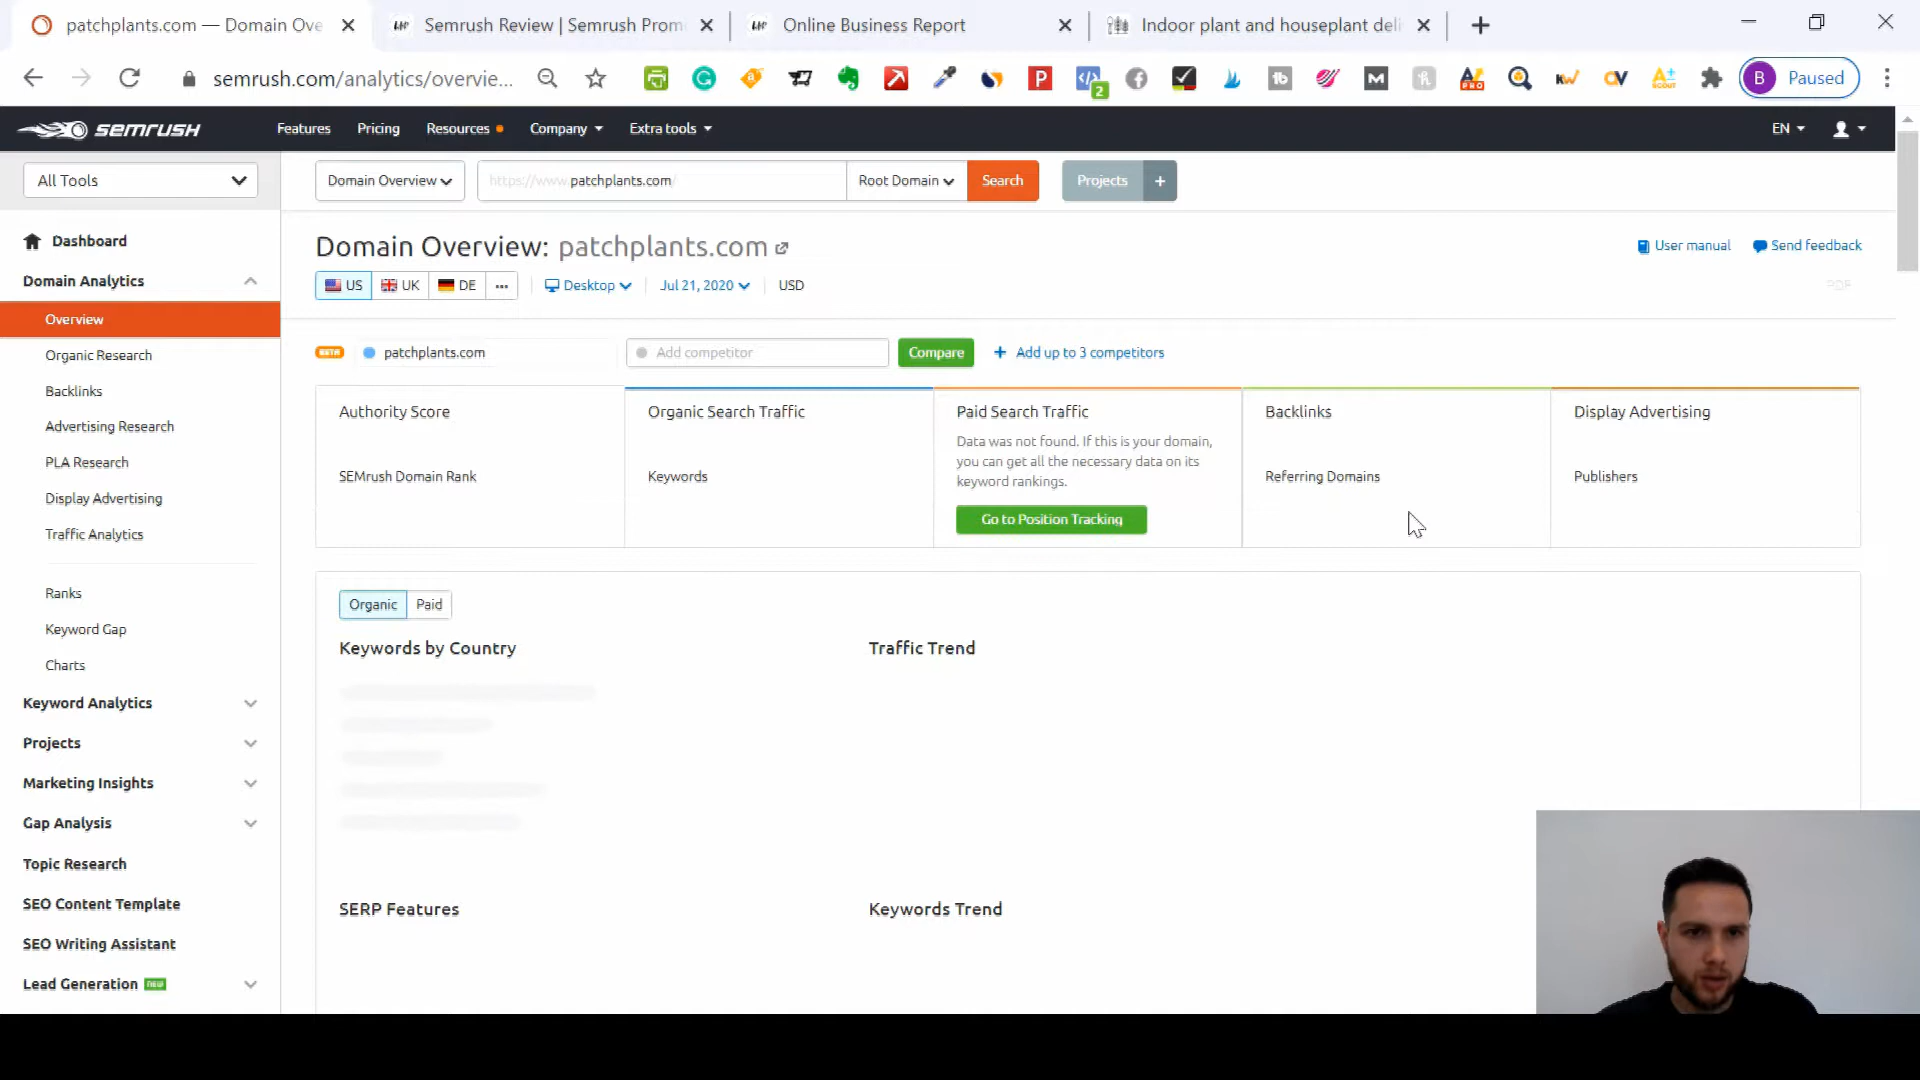 patchplants.com — Domain Ove
Semrush Review | Semrush Prom
Online Business Report
Indoor plant and houseplant deli
semrush.com/analytics/overvie...
2
B Paused
SEMRUSH
Features
Pricing
Resources
Company
Extra tools
EN
All Tools
Domain Overview
https://www.patchplants.com/
Root Domain
Search
Projects
+
Dashboard
Domain Analytics
Overview
Organic Research
Backlinks
Advertising Research
PLA Research
Display Advertising
Traffic Analytics
Ranks
Keyword Gap
Charts
Keyword Analytics
Projects
Marketing Insights
Gap Analysis
Topic Research
SEO Content Template
SEO Writing Assistant
Lead Generation NEW
Domain Overview: patchplants.com
User manual
Send feedback
US
UK
DE
...
Desktop
Jul 21, 2020
USD
PDF
BETA
patchplants.com
Add competitor
Compare
+ Add up to 3 competitors
Authority Score
SEMrush Domain Rank
Organic Search Traffic
Keywords
Paid Search Traffic
Data was not found. If this is your domain,
you can get all the necessary data on its
keyword rankings.
Go to Position Tracking
Backlinks
Referring Domains
Display Advertising
Publishers
Organic
Paid
Keywords by Country
Traffic Trend
SERP Features
Keywords Trend